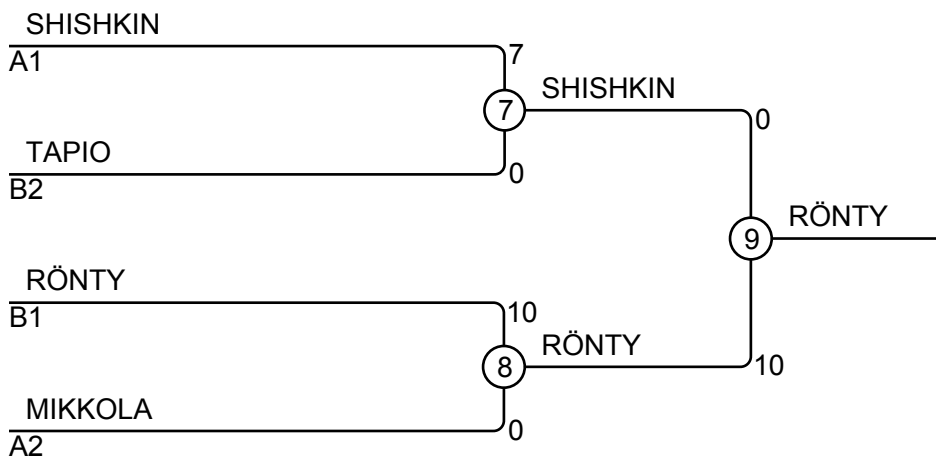 SHISHKIN
A1
7
7
SHISHKIN
0
TAPIO
B2
0
9
RÖNTY
RÖNTY
B1
10
8
RÖNTY
10
MIKKOLA
A2
0